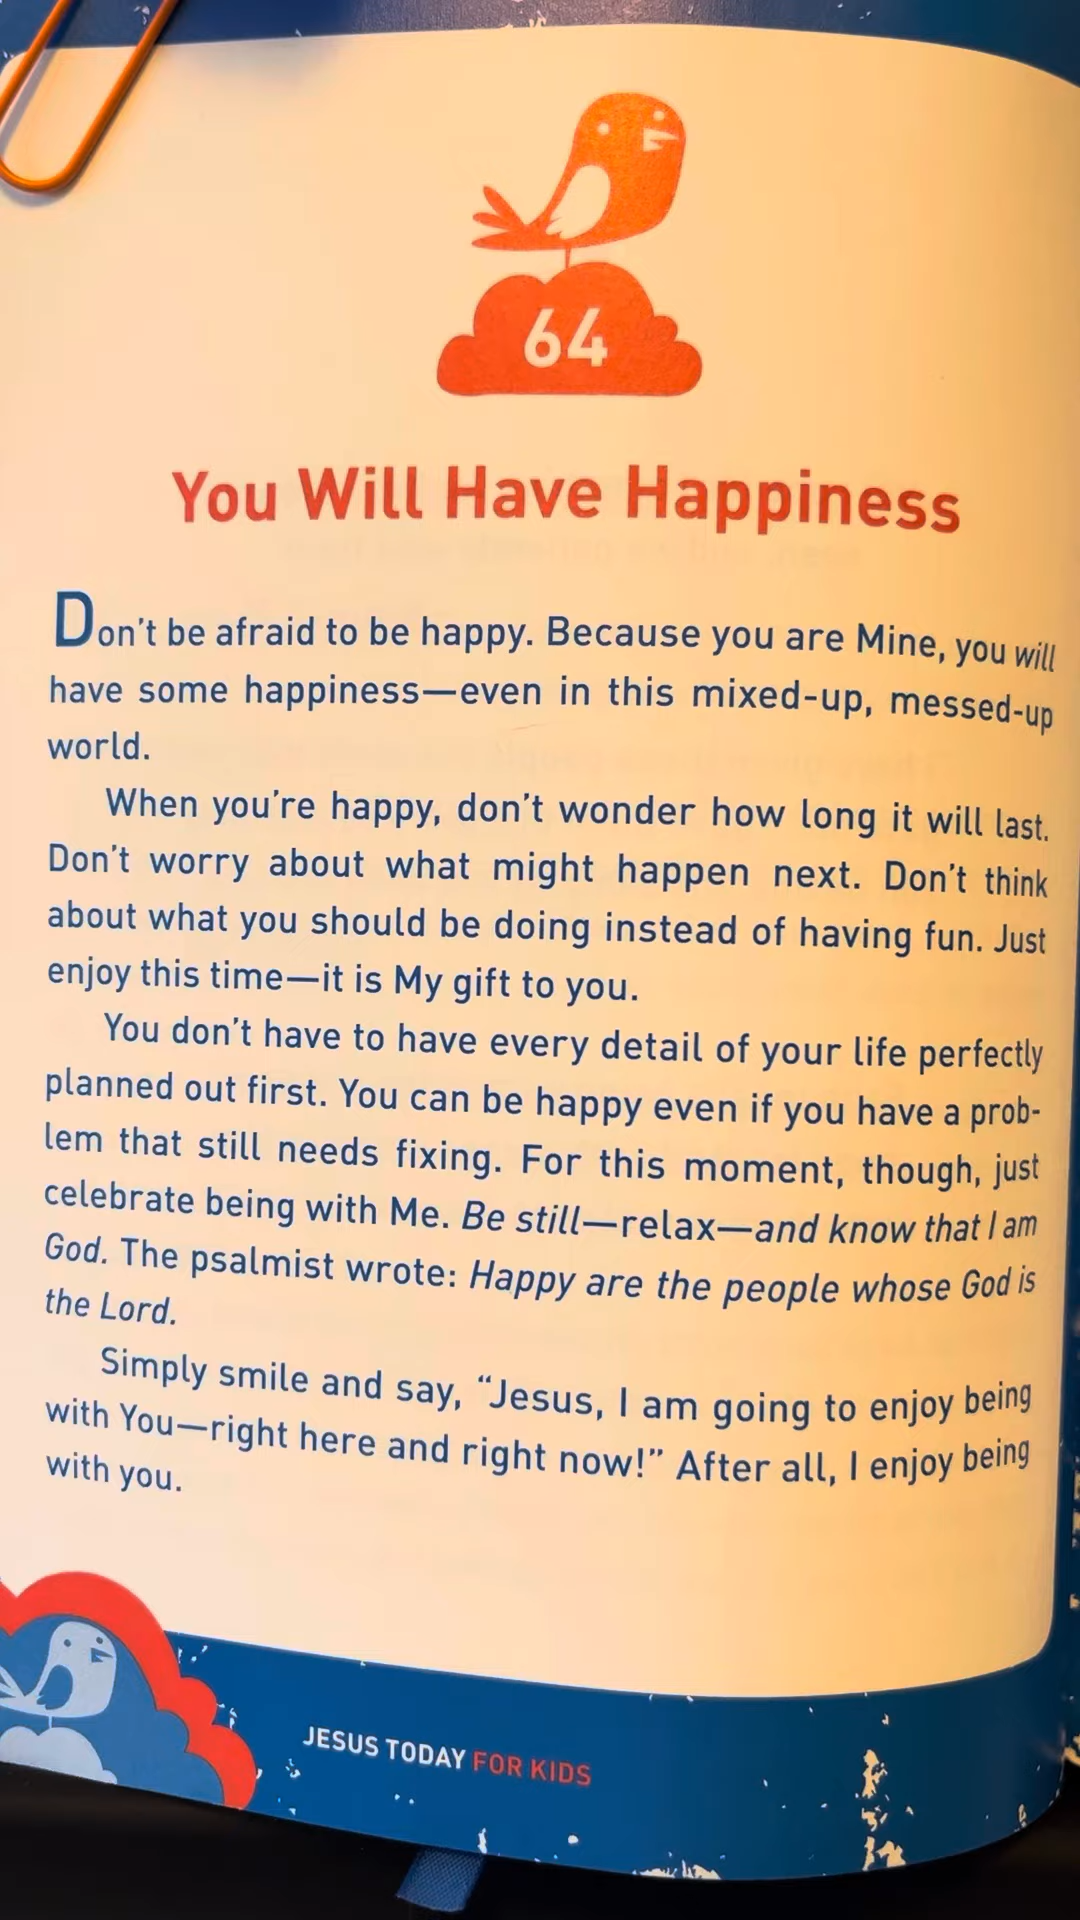 64
You Will Have Happiness
Don't be afraid to be happy. Because you are Mine, you will
have some happiness—even in this mixed-up, messed-up
world.
When you're happy, don't wonder how long it will last.
Don't worry about what might happen next. Don't think
about what you should be doing instead of having fun. Just
enjoy this time—it is My gift to you.
You don't have to have every detail of your life perfectly
planned out first. You can be happy even if you have a prob-
lem that still needs fixing. For this moment, though, just
celebrate being with Me. Be still—relax—and know that I am
God. The psalmist wrote: Happy are the people whose God is
the Lord.
Simply smile and say, “Jesus, I am going to enjoy being
with You—right here and right now!” After all, I enjoy being
with you.
JESUS TODAY FOR KIDS